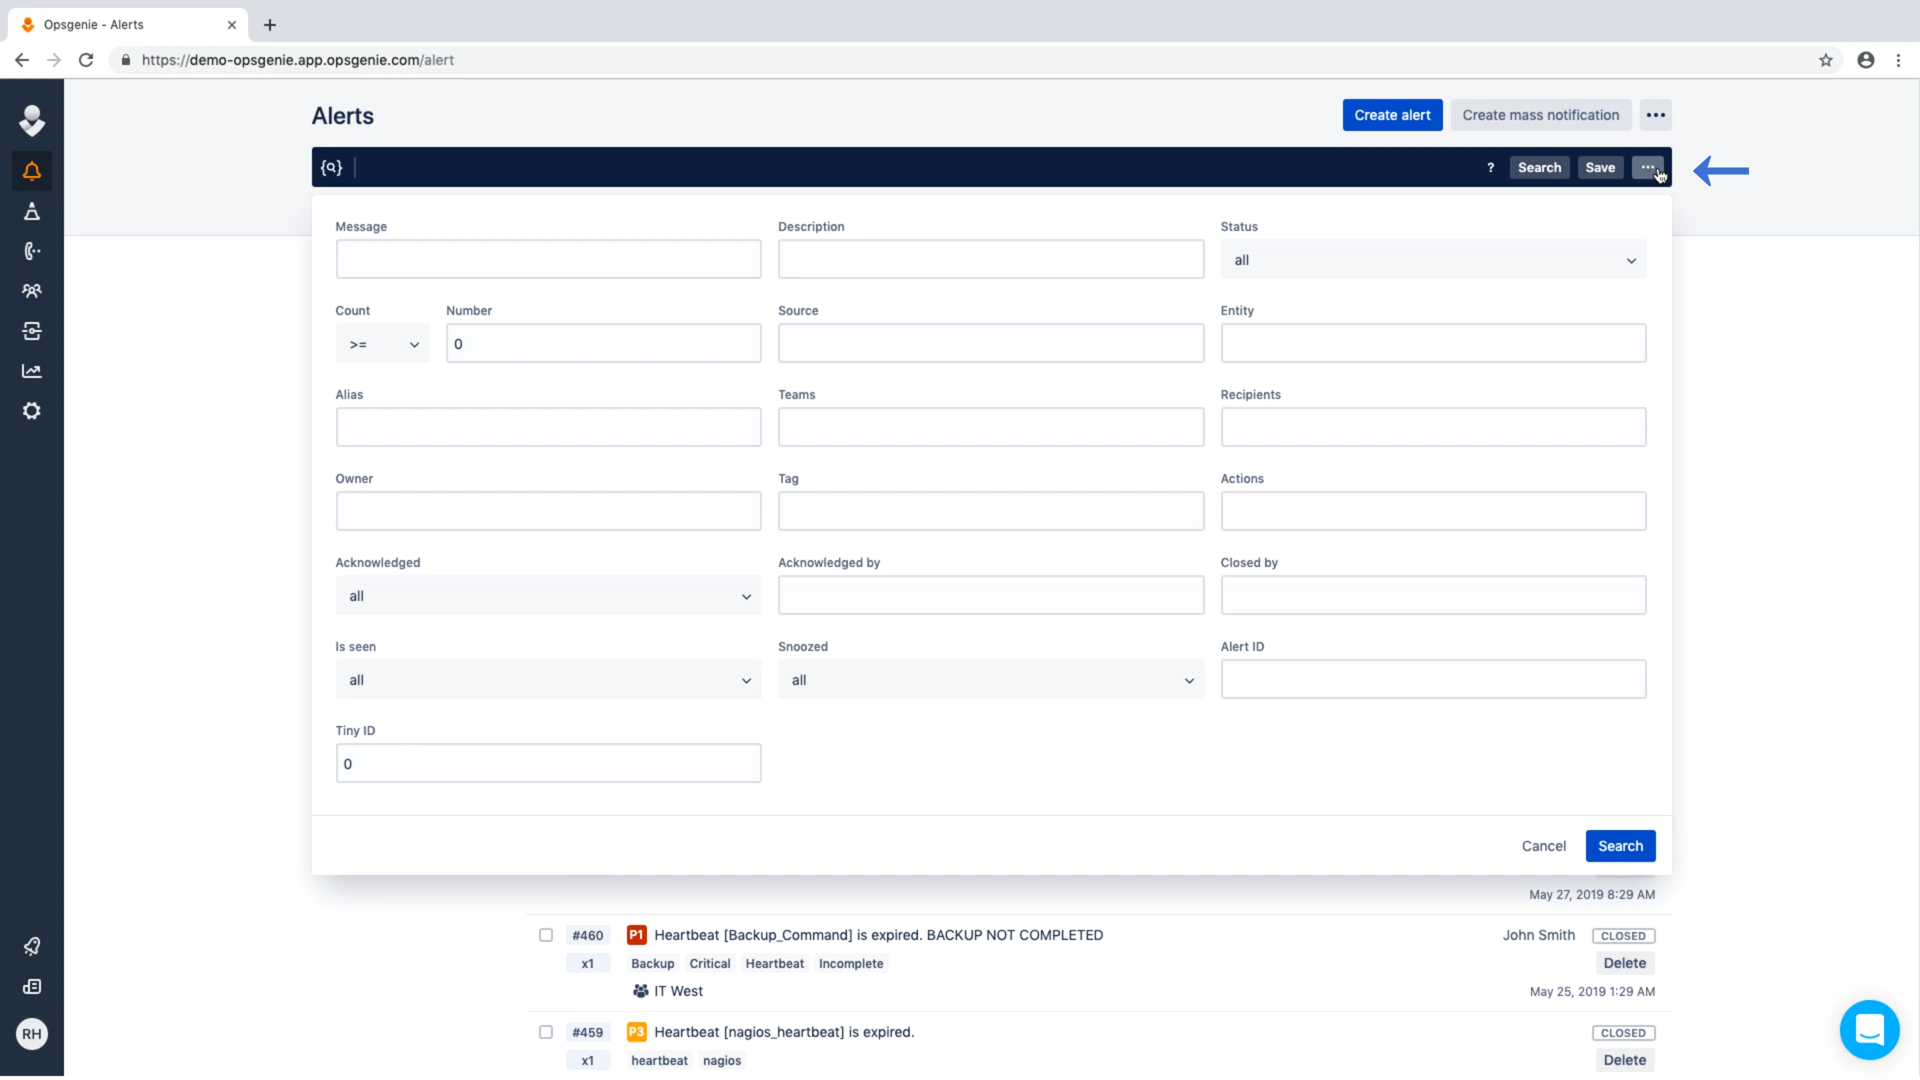 Opsgenie - Alerts
https://demo-opsgenie.app.opsgenie.com/alert
Alerts
Create alert
Create mass notification
? Search Save
Message Description Status
all
Count Number Source Entity
>= 0
Alias Teams Recipients
Owner Tag Actions
Acknowledged Acknowledged by Closed by
all
Is seen Snoozed Alert ID
all all
Tiny ID
0
Cancel Search
May 27, 2019 8:29 AM
#460 P1 Heartbeat [Backup_Command] is expired. BACKUP NOT COMPLETED John Smith CLOSED
x1 Backup Critical Heartbeat Incomplete Delete
IT West May 25, 2019 1:29 AM
#459 P3 Heartbeat [nagios_heartbeat] is expired. CLOSED
x1 heartbeat nagios Delete
RH